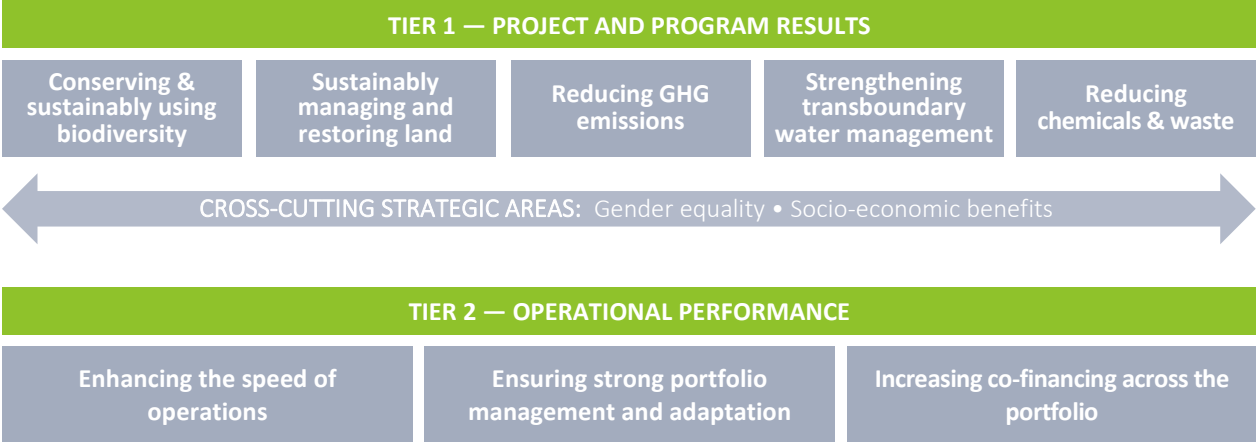 TIER 1 — PROJECT AND PROGRAM RESULTS
Conserving &
sustainably using
biodiversity
Sustainably
managing and
restoring land
Reducing GHG
emissions
Strengthening
transboundary
water management
Reducing
chemicals & waste
CROSS-CUTTING STRATEGIC AREAS: Gender equality • Socio-economic benefits
TIER 2 — OPERATIONAL PERFORMANCE
Enhancing the speed of
operations
Ensuring strong portfolio
management and adaptation
Increasing co-financing across the
portfolio